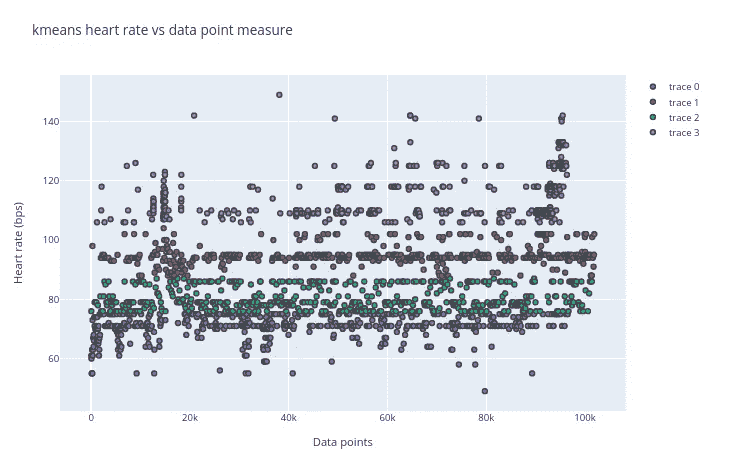 kmeans heart rate vs data point measure
trace 0
trace 1
trace 2
trace 3
Heart rate (bps)
140
120
100
80
60
0
20k
40k
60k
80k
100k
Data points